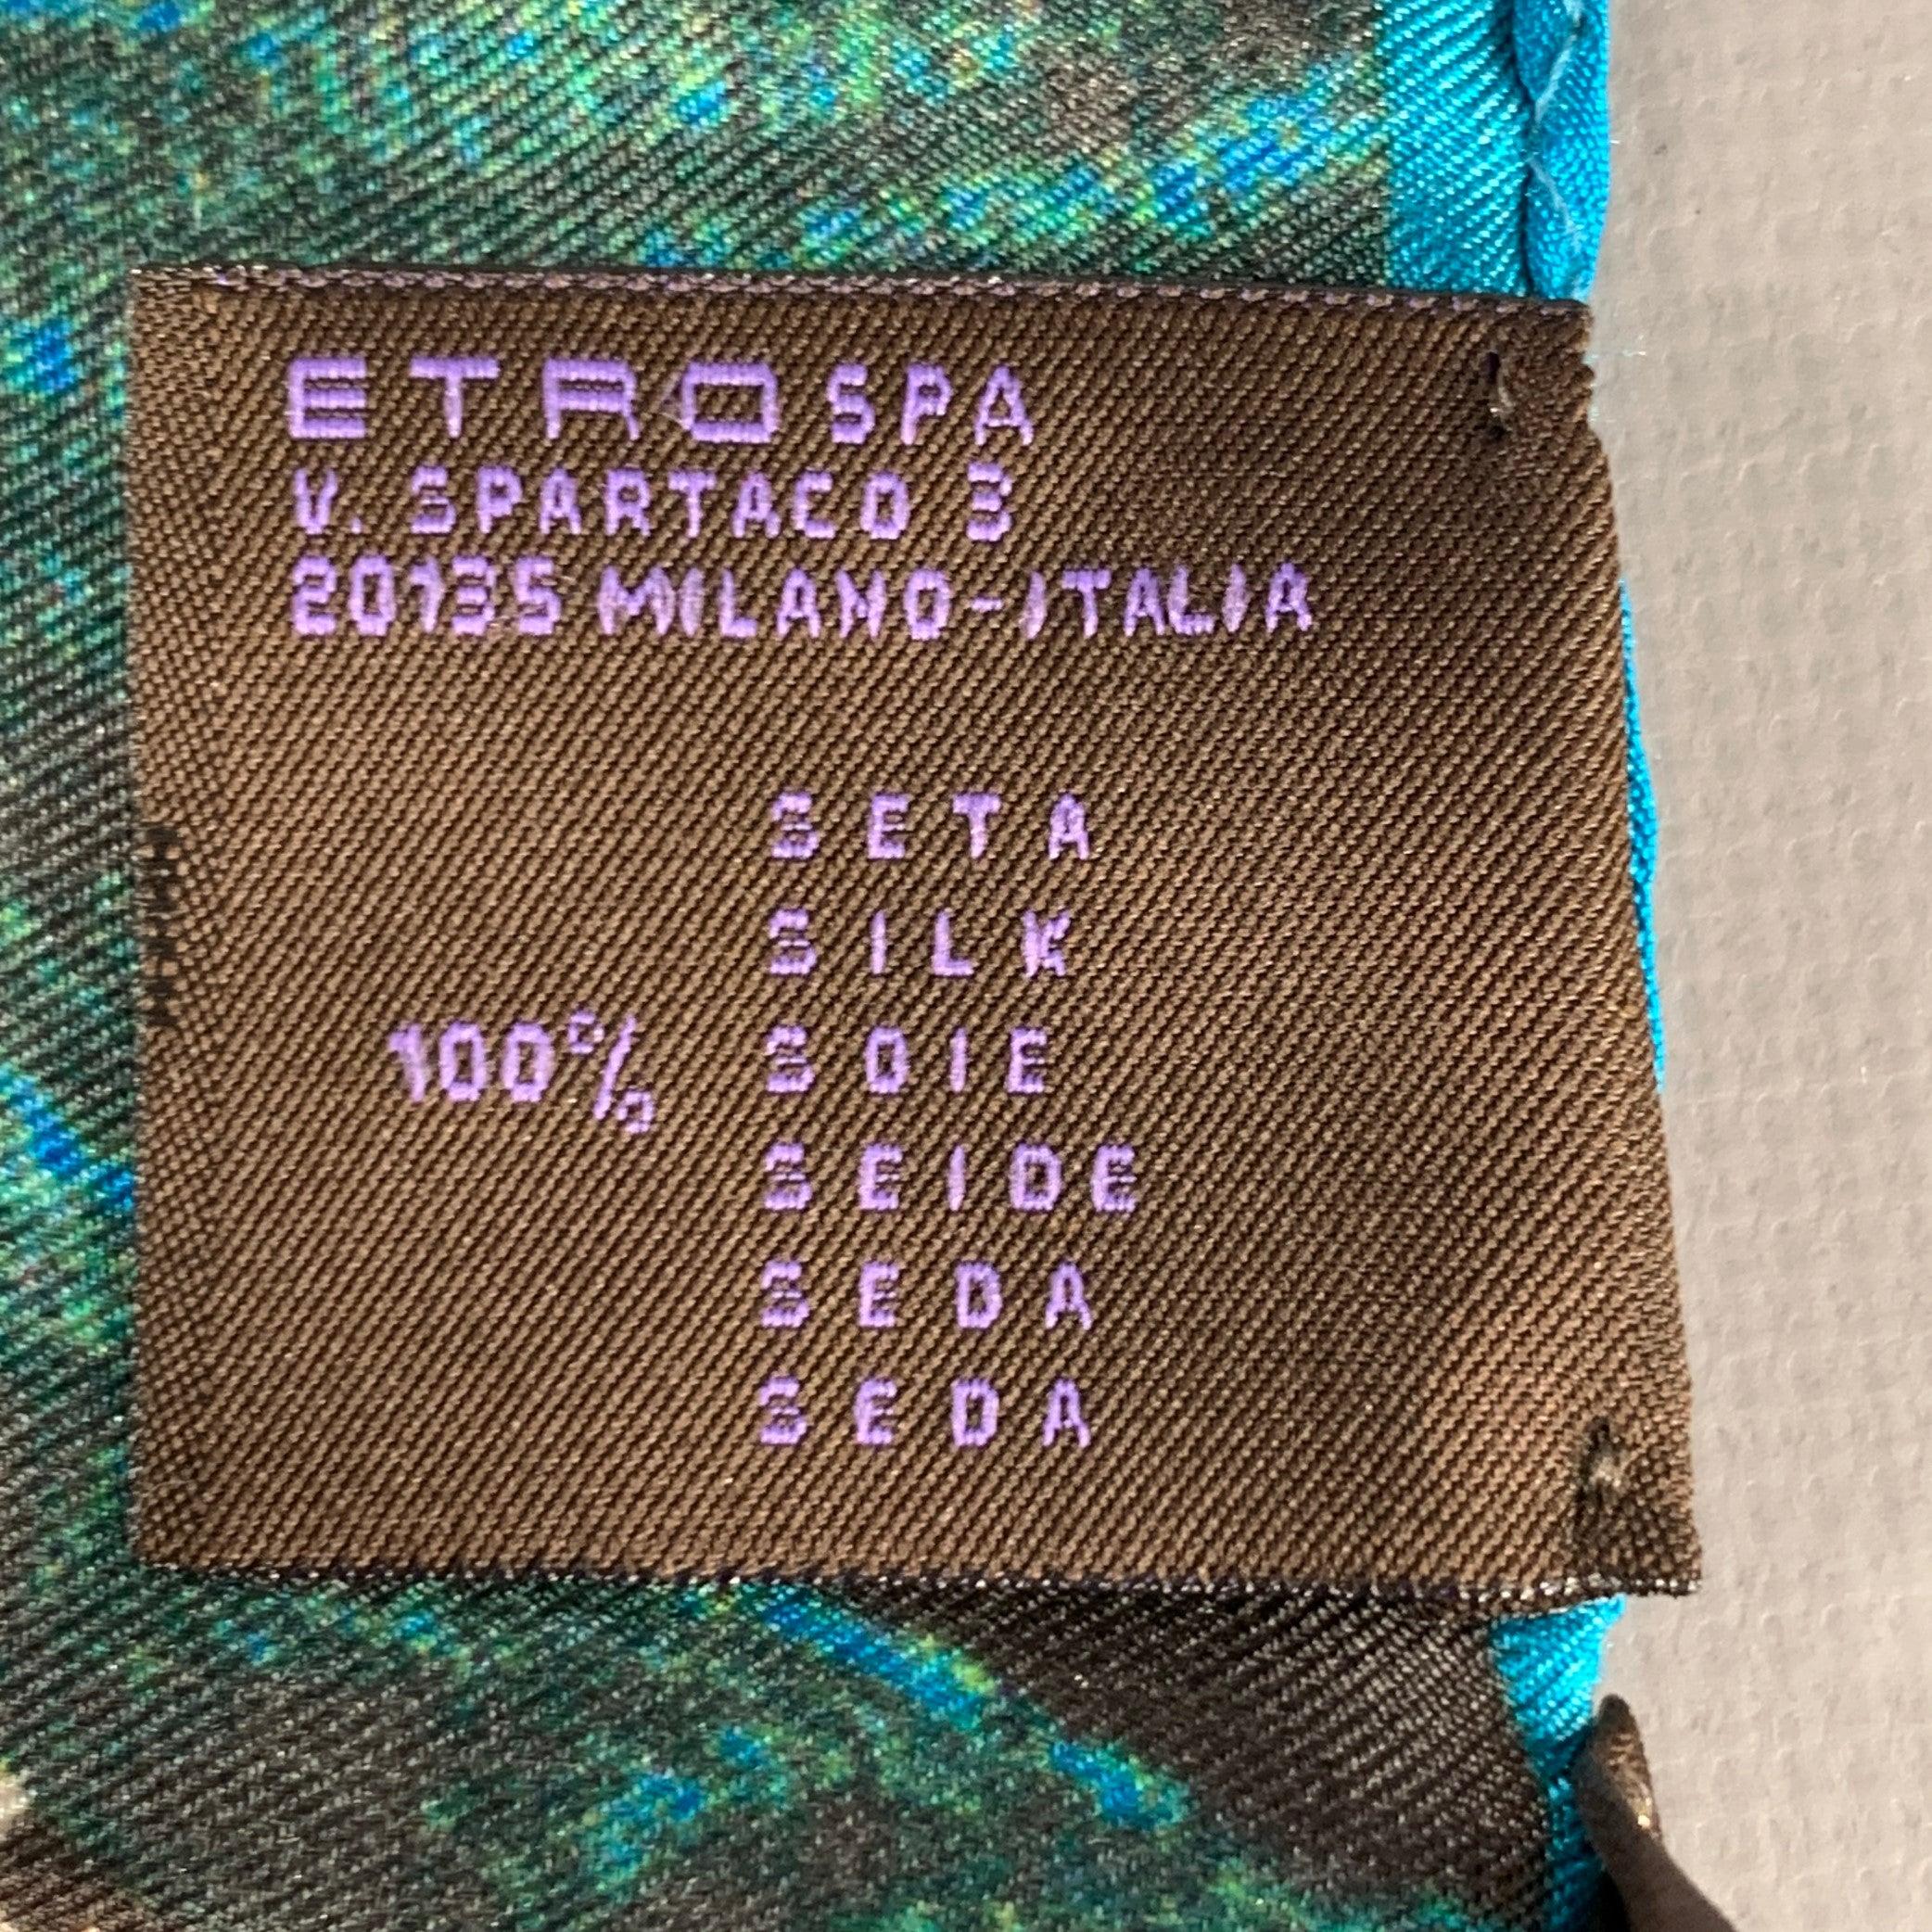 ETRO SPA
V. SPARTACO 3
20135 MILANO-ITALIA
SETA
SILK
100% SOIE
SEIDE
SEDA
SEDA